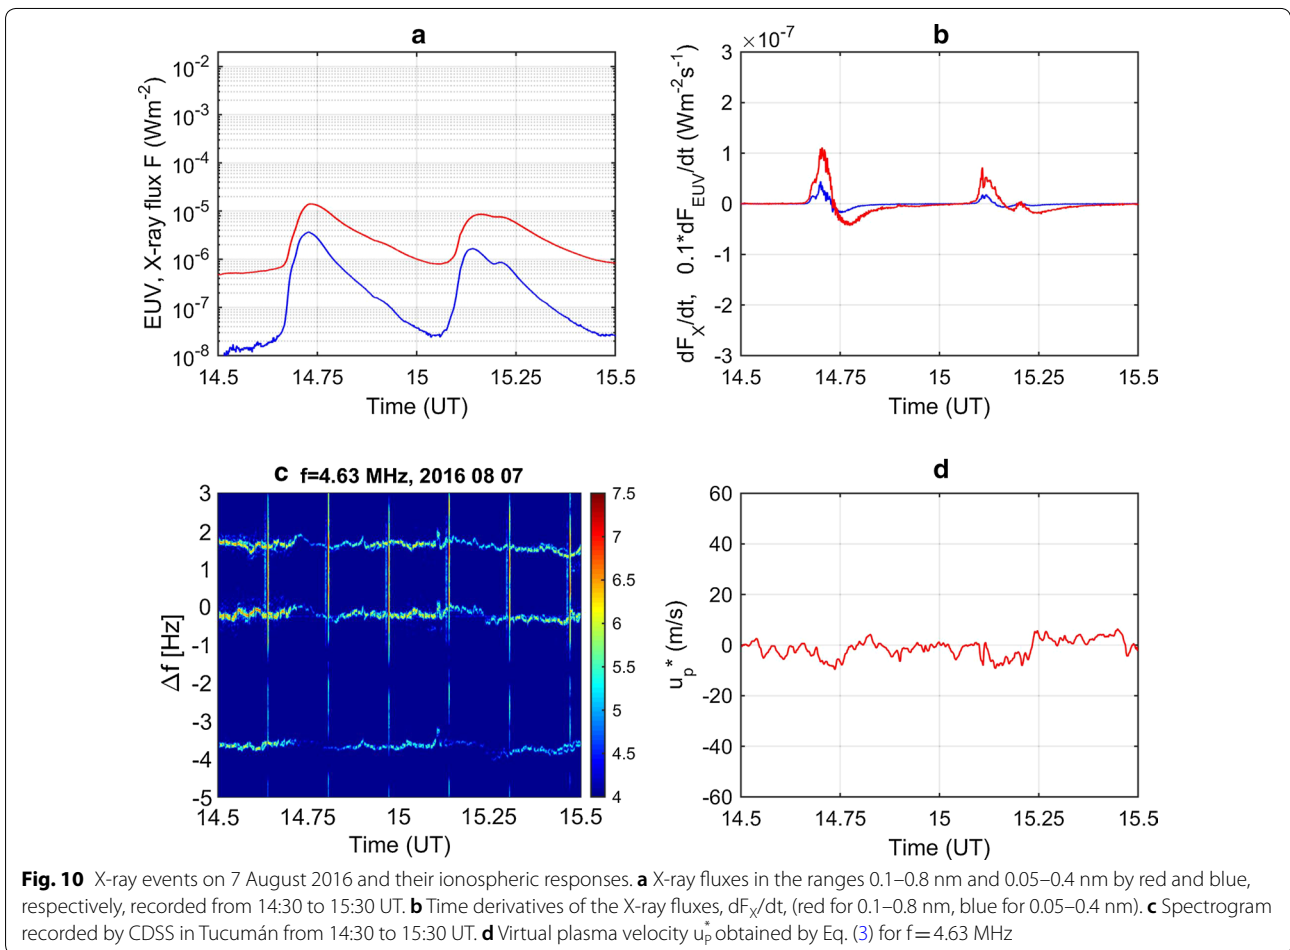 a
EUV, X-ray flux F (Wm⁻²)
10⁻²
10⁻³
10⁻⁴
10⁻⁵
10⁻⁶
10⁻⁷
10⁻⁸
14.5 14.75 15 15.25 15.5
Time (UT)
b
×10⁻⁷
dF_X/dt, 0.1*dF_EUV/dt (Wm⁻²s⁻¹)
3
2
1
0
-1
-2
-3
14.5 14.75 15 15.25 15.5
Time (UT)
c f=4.63 MHz, 2016 08 07
Δf [Hz]
3
2
1
0
-1
-2
-3
-4
-5
14.5 14.75 15 15.25 15.5
Time (UT)
7.5
7
6.5
6
5.5
5
4.5
4
d
u_p* (m/s)
60
40
20
0
-20
-40
-60
14.5 14.75 15 15.25 15.5
Time (UT)
Fig. 10 X-ray events on 7 August 2016 and their ionospheric responses. a X-ray fluxes in the ranges 0.1–0.8 nm and 0.05–0.4 nm by red and blue,
respectively, recorded from 14:30 to 15:30 UT. b Time derivatives of the X-ray fluxes, dF_X/dt, (red for 0.1–0.8 nm, blue for 0.05–0.4 nm). c Spectrogram
recorded by CDSS in Tucumán from 14:30 to 15:30 UT. d Virtual plasma velocity u_P* obtained by Eq. (3) for f = 4.63 MHz